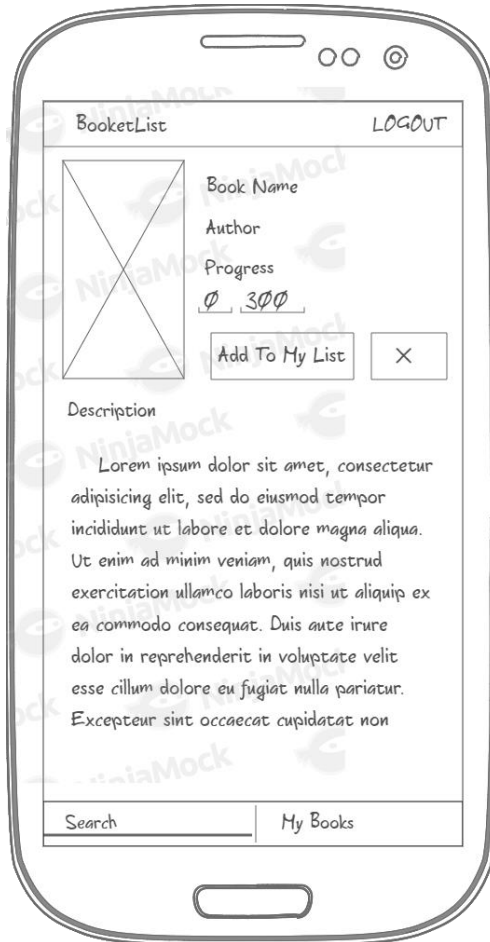 BooketList LOGOUT
Book Name
Author
Progress
0 300
Add To My List X
Description
Lorem ipsum dolor sit amet, consectetur
adipisicing elit, sed do eiusmod tempor
incididunt ut labore et dolore magna aliqua.
Ut enim ad minim veniam, quis nostrud
exercitation ullamco laboris nisi ut aliquip ex
ea commodo consequat. Duis aute irure
dolor in reprehenderit in voluptate velit
esse cillum dolore eu fugiat nulla pariatur.
Excepteur sint occaecat cupidatat non
Search My Books
NinjaMock